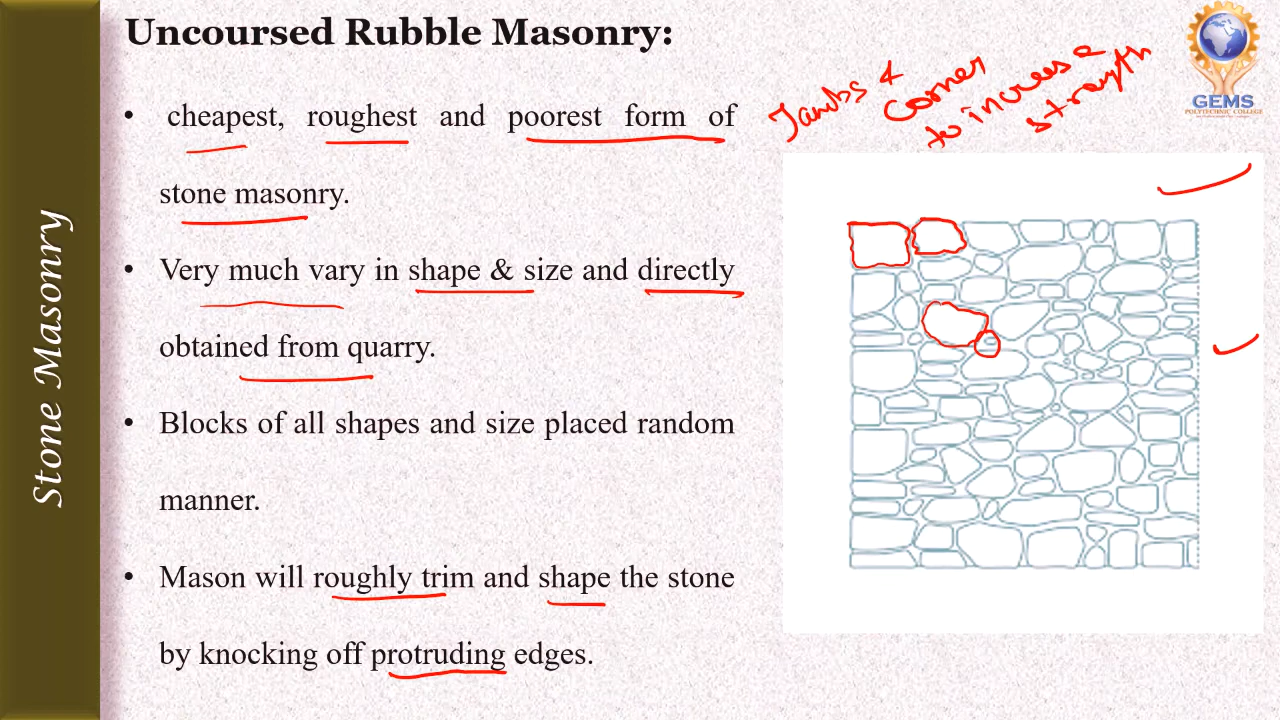 Uncoursed Rubble Masonry:
• cheapest, roughest and poorest form of
stone masonry.
• Very much vary in shape & size and directly
obtained from quarry.
• Blocks of all shapes and size placed random
manner.
• Mason will roughly trim and shape the stone
by knocking off protruding edges.
Stone Masonry
Jambs &
corner
to increase
strength
GEMS
POLYTECHNIC COLLEGE